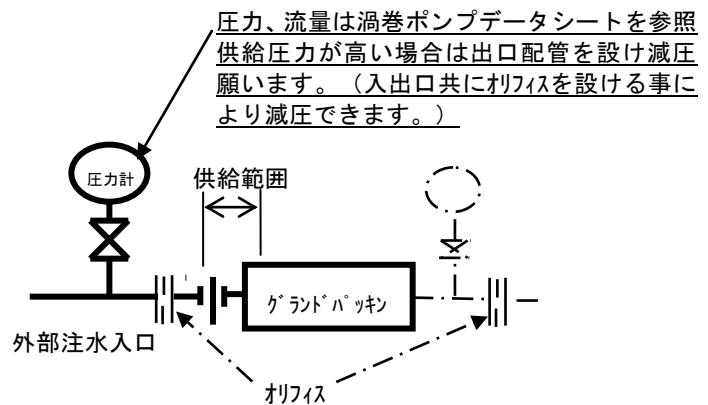 圧力、流量は渦巻ポンプデータシートを参照
供給圧力が高い場合は出口配管を設け減圧
願います。（入出口共にｵﾘﾌｨｽを設ける事に
より減圧できます。）
圧力計
供給範囲
ｸﾞﾗﾝﾄﾞﾊﾟｯｷﾝ
外部注水入口
ｵﾘﾌｨｽ